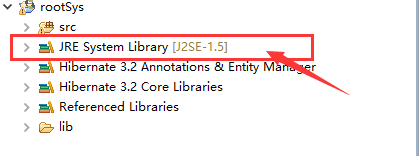 rootSys
src
JRE System Library [J2SE-1.5]
Hibernate 3.2 Annotations & Entity Manager
Hibernate 3.2 Core Libraries
Referenced Libraries
lib